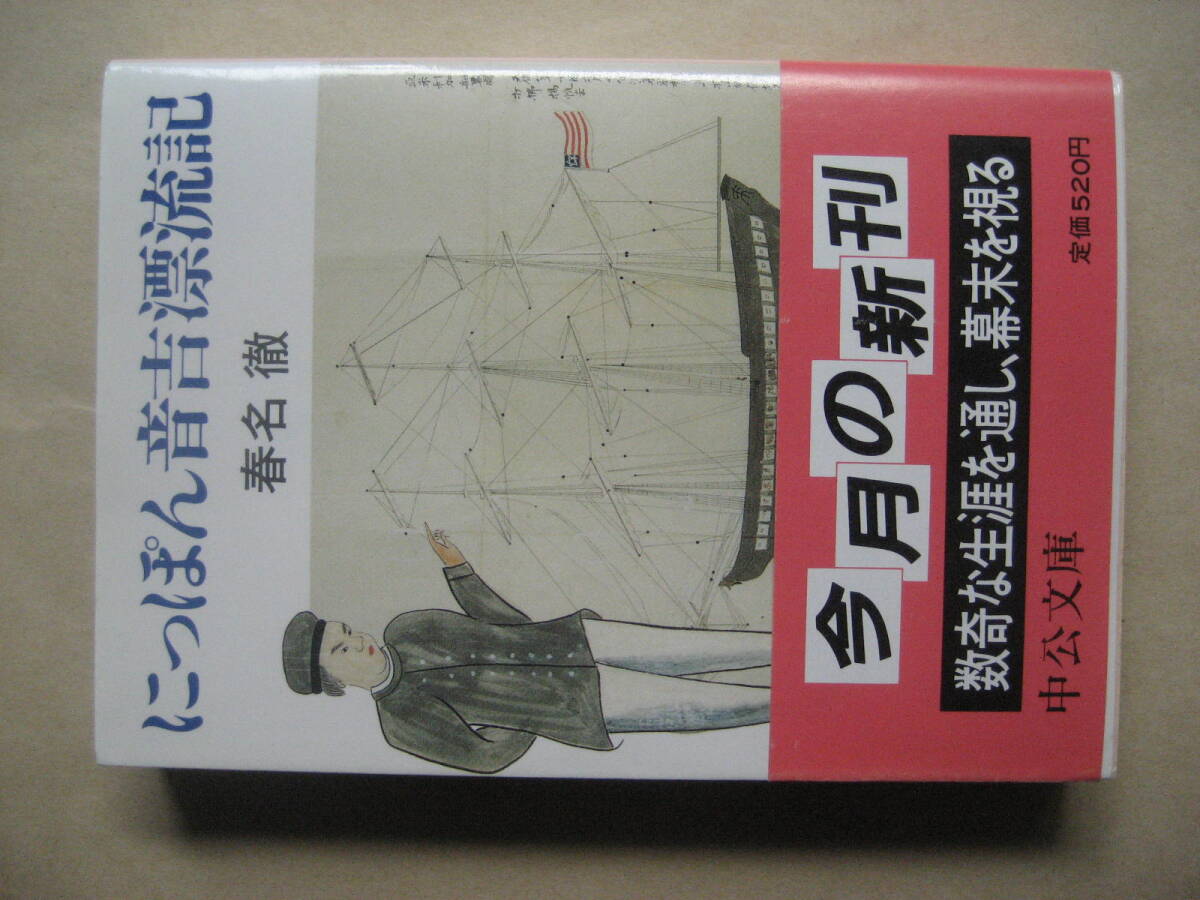 にっぽん音吉漂流記
春名 徹
今月の新刊
数奇な生涯を通し、幕末を視る
中公文庫
定価520円